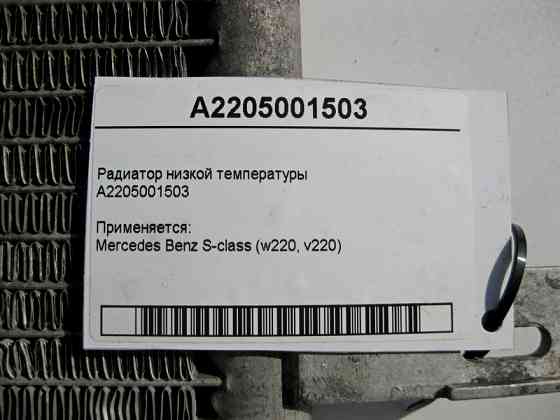 A2205001503
Радиатор низкой температуры
A2205001503
Применяется:
Mercedes Benz S-class (w220, v220)